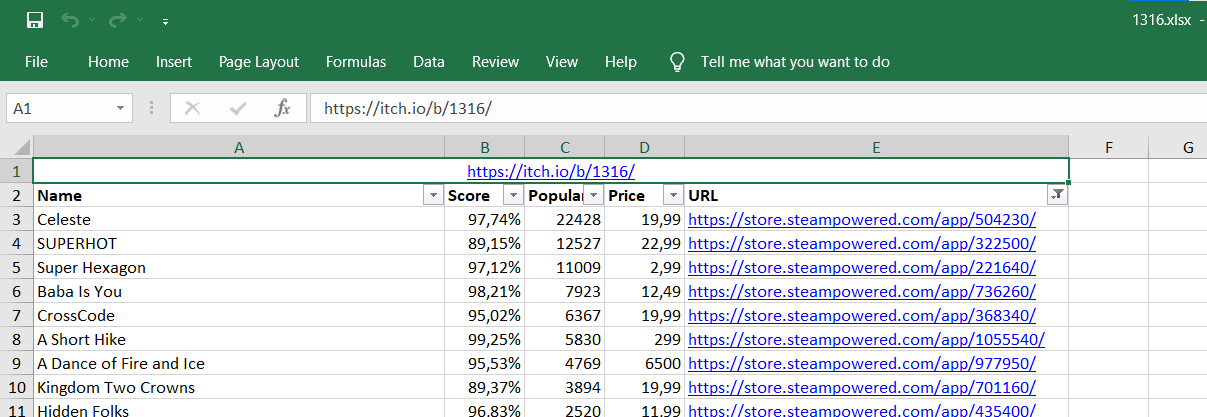 1316.xlsx -
File Home Insert Page Layout Formulas Data Review View Help Tell me what you want to do
A1 fx https://itch.io/b/1316/
A B C D E F G
1 https://itch.io/b/1316/
2 Name Score Popular Price URL
3 Celeste 97,74% 22428 19,99 https://store.steampowered.com/app/504230/
4 SUPERHOT 89,15% 12527 22,99 https://store.steampowered.com/app/322500/
5 Super Hexagon 97,12% 11009 2,99 https://store.steampowered.com/app/221640/
6 Baba Is You 98,21% 7923 12,49 https://store.steampowered.com/app/736260/
7 CrossCode 95,02% 6367 19,99 https://store.steampowered.com/app/368340/
8 A Short Hike 99,25% 5830 299 https://store.steampowered.com/app/1055540/
9 A Dance of Fire and Ice 95,53% 4769 6500 https://store.steampowered.com/app/977950/
10 Kingdom Two Crowns 89,37% 3894 19,99 https://store.steampowered.com/app/701160/
11 Hidden Folks 96,83% 2520 11,99 https://store.steampowered.com/app/435400/